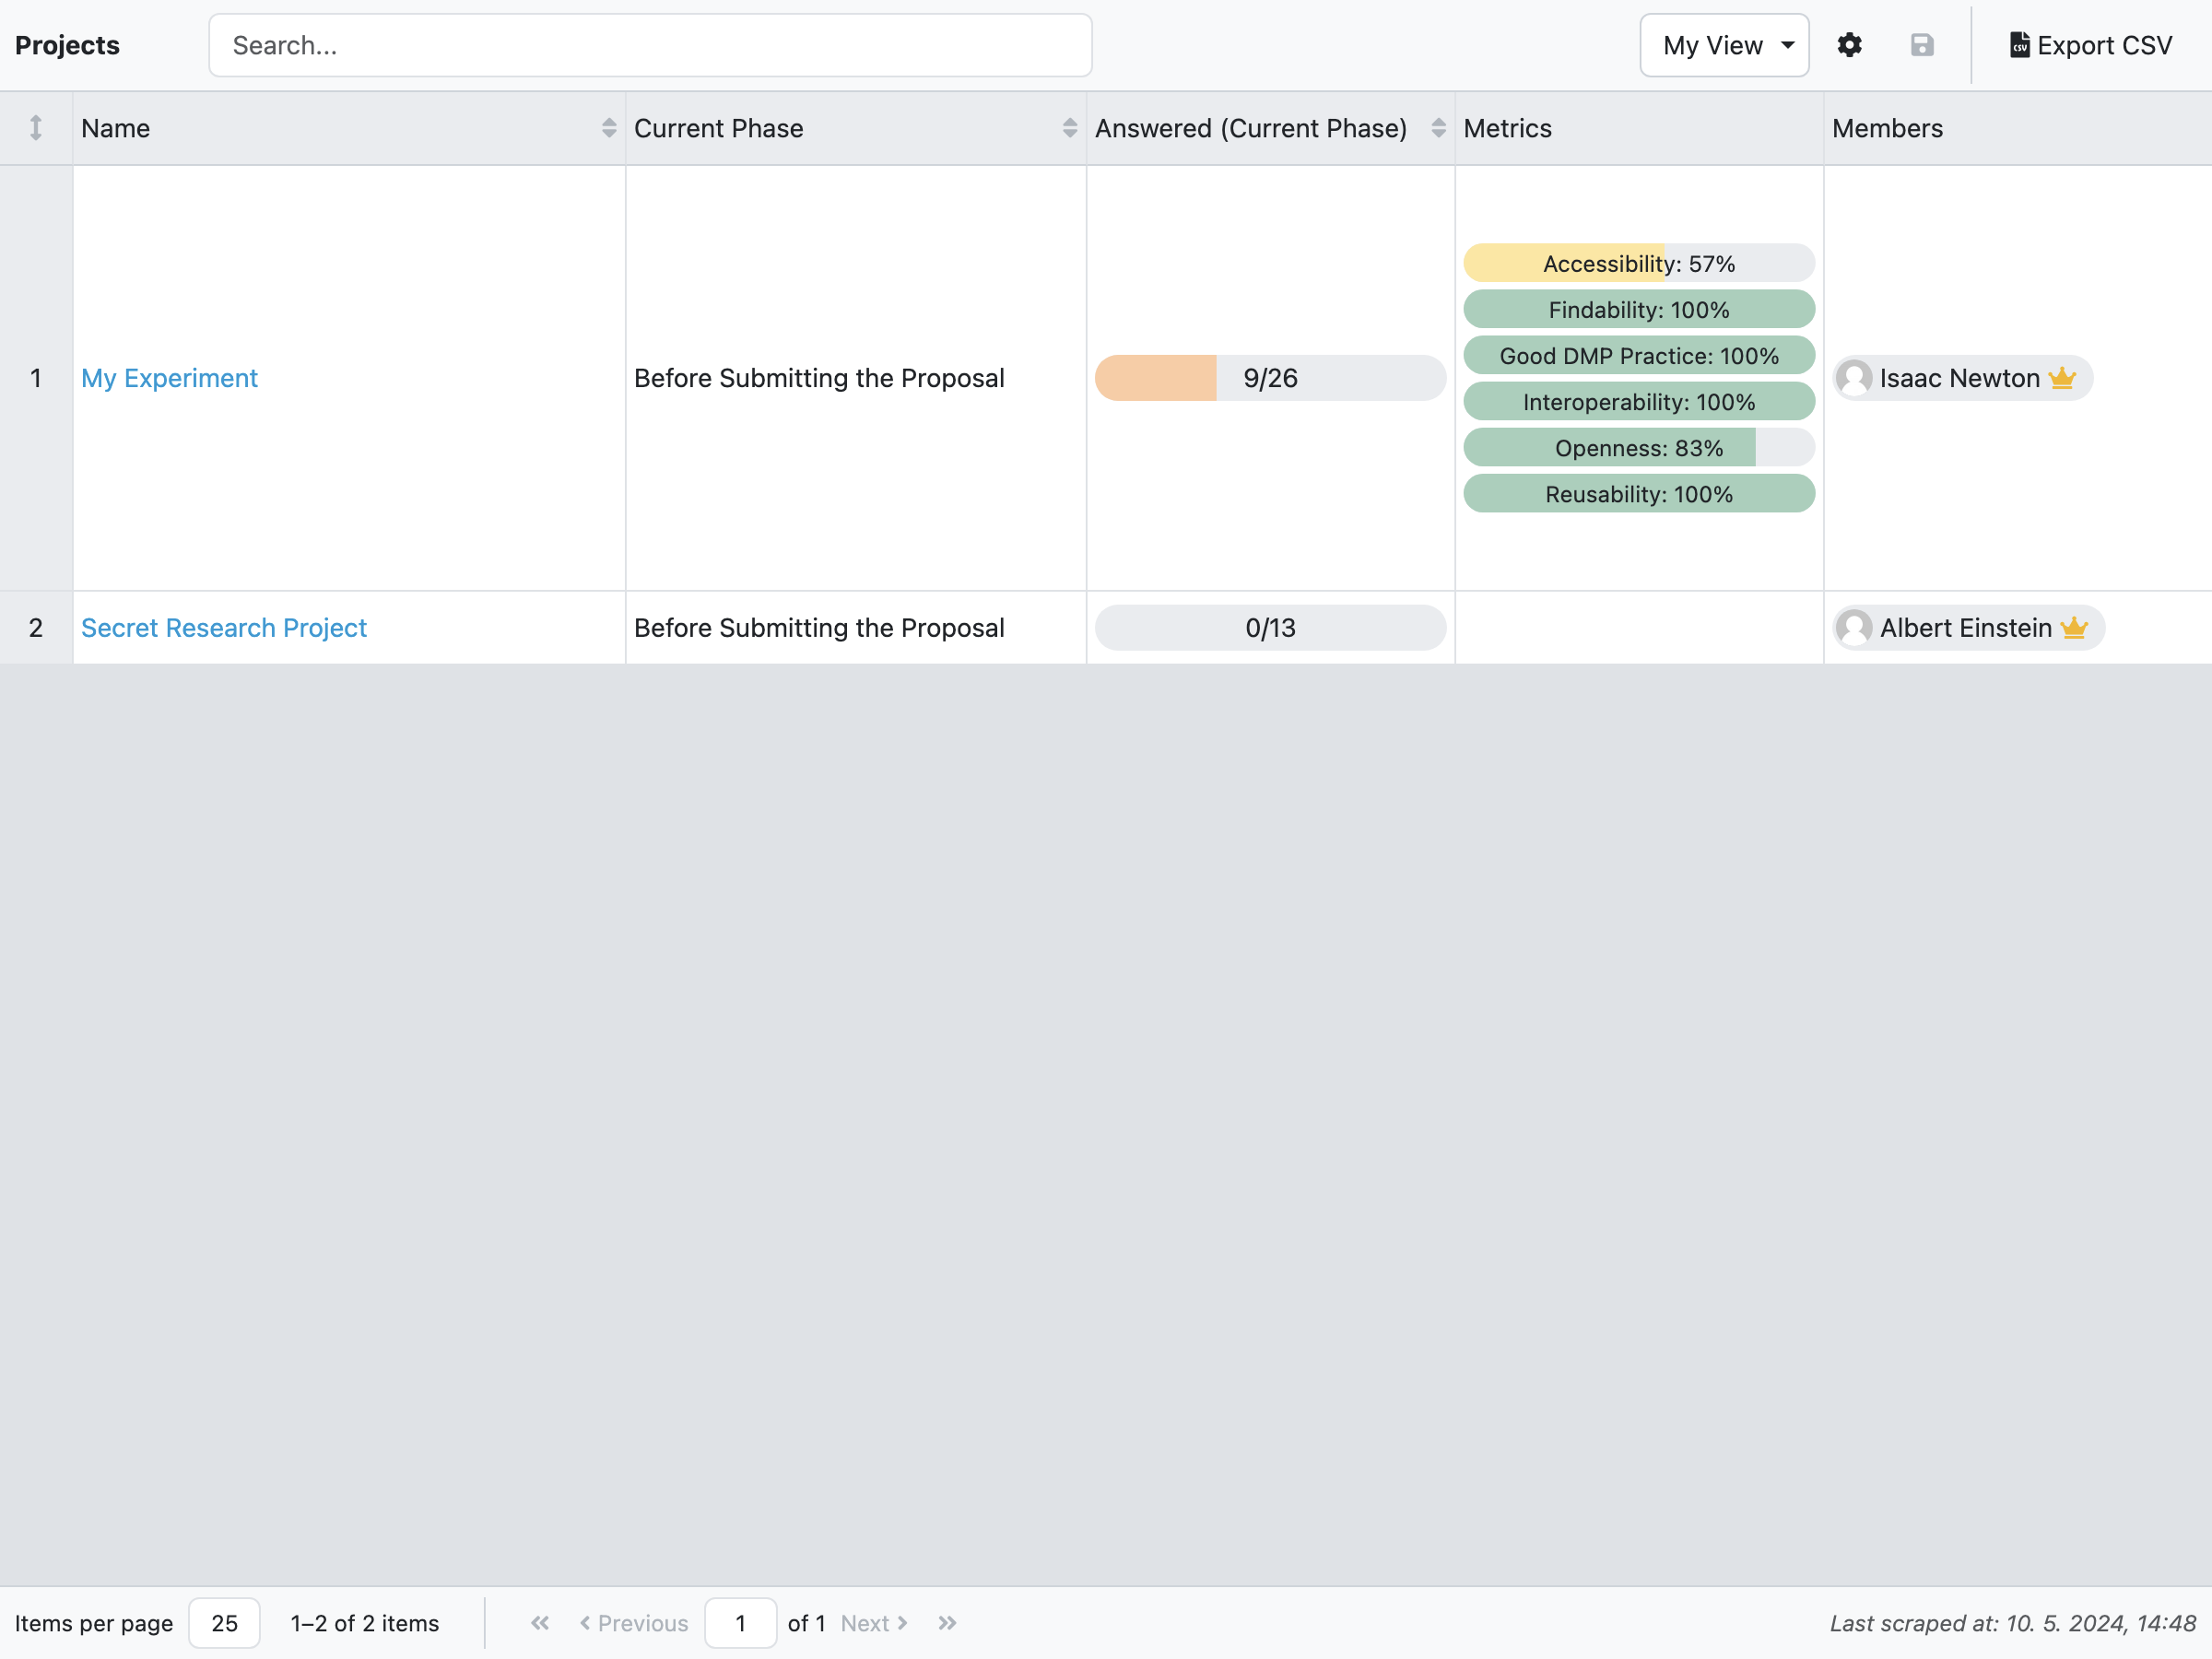 Projects
Search...
My View
Export CSV
Name
Current Phase
Answered (Current Phase)
Metrics
Members
1
My Experiment
Before Submitting the Proposal
9/26
Accessibility: 57%
Findability: 100%
Good DMP Practice: 100%
Interoperability: 100%
Openness: 83%
Reusability: 100%
Isaac Newton
2
Secret Research Project
Before Submitting the Proposal
0/13
Albert Einstein
Items per page
25
1–2 of 2 items
Previous
1
of 1
Next
Last scraped at: 10. 5. 2024, 14:48